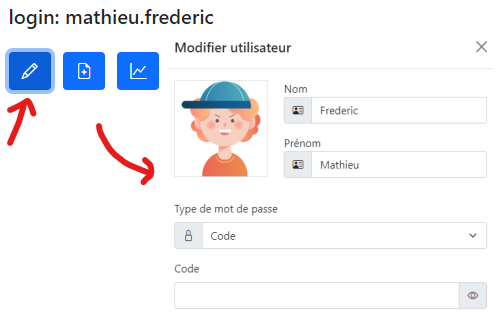 login: mathieu.frederic
Modifier utilisateur
Nom
Frederic
Prénom
Mathieu
Type de mot de passe
Code
Code